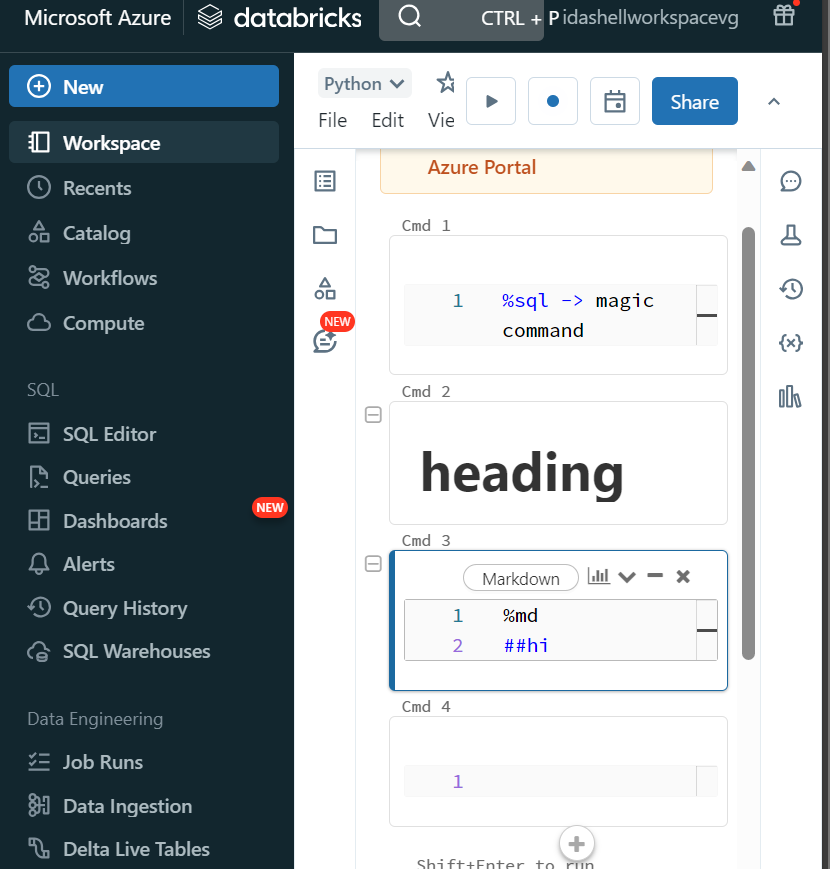 Microsoft Azure
databricks
CTRL + P
idashellworkspacevg
New
Workspace
Recents
Catalog
Workflows
Compute
SQL
SQL Editor
Queries
Dashboards
NEW
Alerts
Query History
SQL Warehouses
Data Engineering
Job Runs
Data Ingestion
Delta Live Tables
Python
File Edit Vie
Share
NEW
Azure Portal
Cmd 1
1 %sql -> magic
command
Cmd 2
heading
Cmd 3
Markdown
1 %md
2 ##hi
Cmd 4
1
Shift+Enter to run